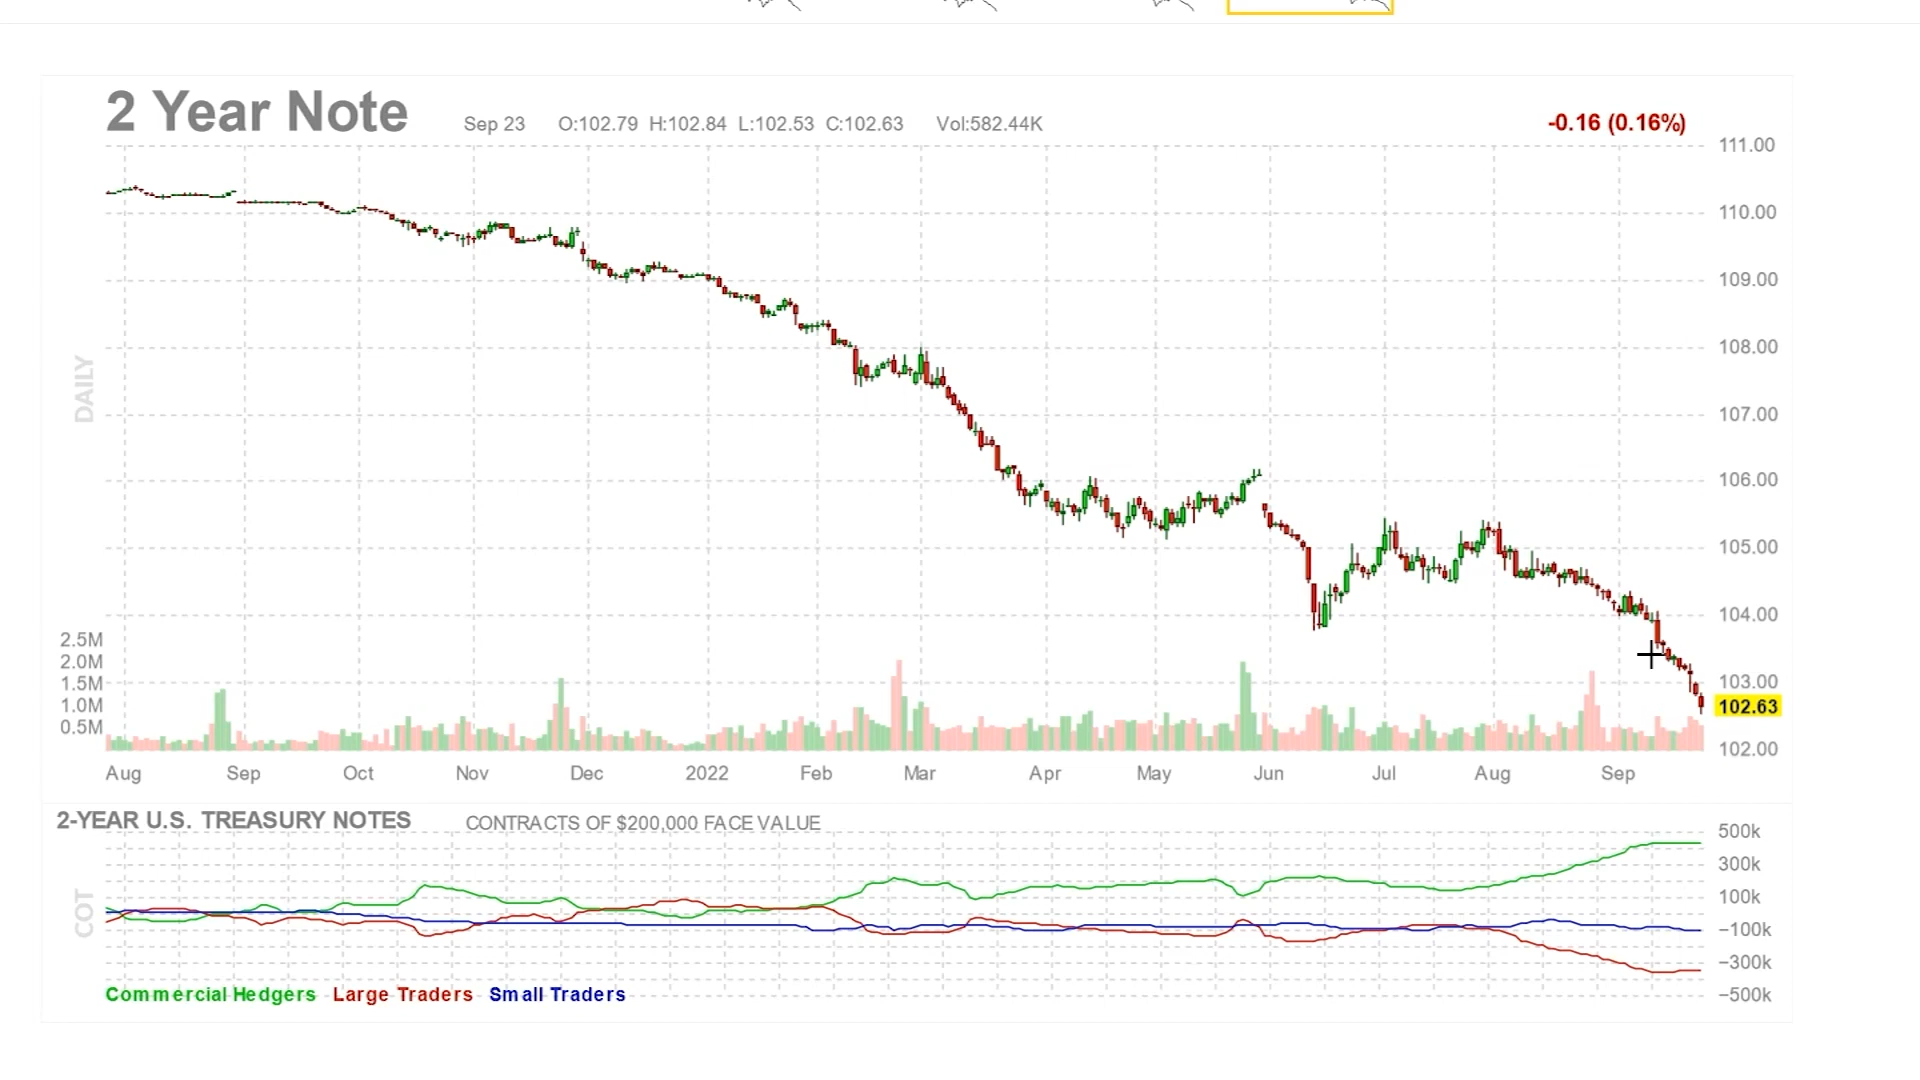 2 Year Note Sep 23 O:102.79 H:102.84 L:102.53 C:102.63 Vol:582.44K -0.16 (0.16%)
111.00
110.00
109.00
108.00
DAILY
107.00
106.00
105.00
104.00
2.5M
2.0M
1.5M
103.00
1.0M
102.63
0.5M
102.00
Aug Sep Oct Nov Dec 2022 Feb Mar Apr May Jun Jul Aug Sep
2-YEAR U.S. TREASURY NOTES CONTRACTS OF $200,000 FACE VALUE
500k
300k
100k
COT
−100k
−300k
−500k
Commercial Hedgers Large Traders Small Traders